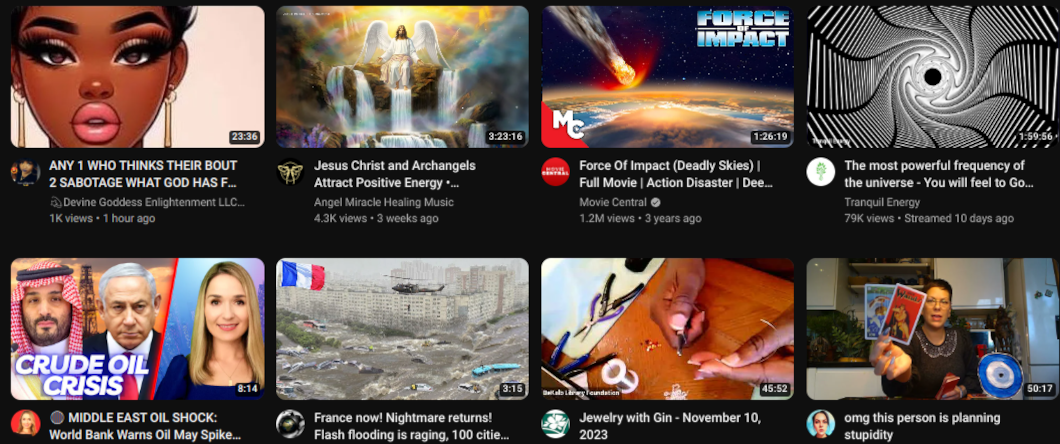 FORCE
OF
IMPACT
MC
23:36
3:23:16
1:26:19
1:59:56
ANY 1 WHO THINKS THEIR BOUT
2 SABOTAGE WHAT GOD HAS F...
Devine Goddess Enlightenment LLC...
1K views • 1 hour ago
Jesus Christ and Archangels
Attract Positive Energy •...
Angel Miracle Healing Music
4.3K views • 3 weeks ago
MOVIE
CENTRAL
Force Of Impact (Deadly Skies) |
Full Movie | Action Disaster | Dee...
Movie Central
1.2M views • 3 years ago
The most powerful frequency of
the universe - You will feel to Go...
Tranquil Energy
79K views • Streamed 10 days ago
CRUDE OIL
CRISIS
8:14
3:15
DeKalb Library Foundation
45:52
50:17
MIDDLE EAST OIL SHOCK:
World Bank Warns Oil May Spike...
France now! Nightmare returns!
Flash flooding is raging, 100 citie...
Jewelry with Gin - November 10,
2023
omg this person is planning
stupidity